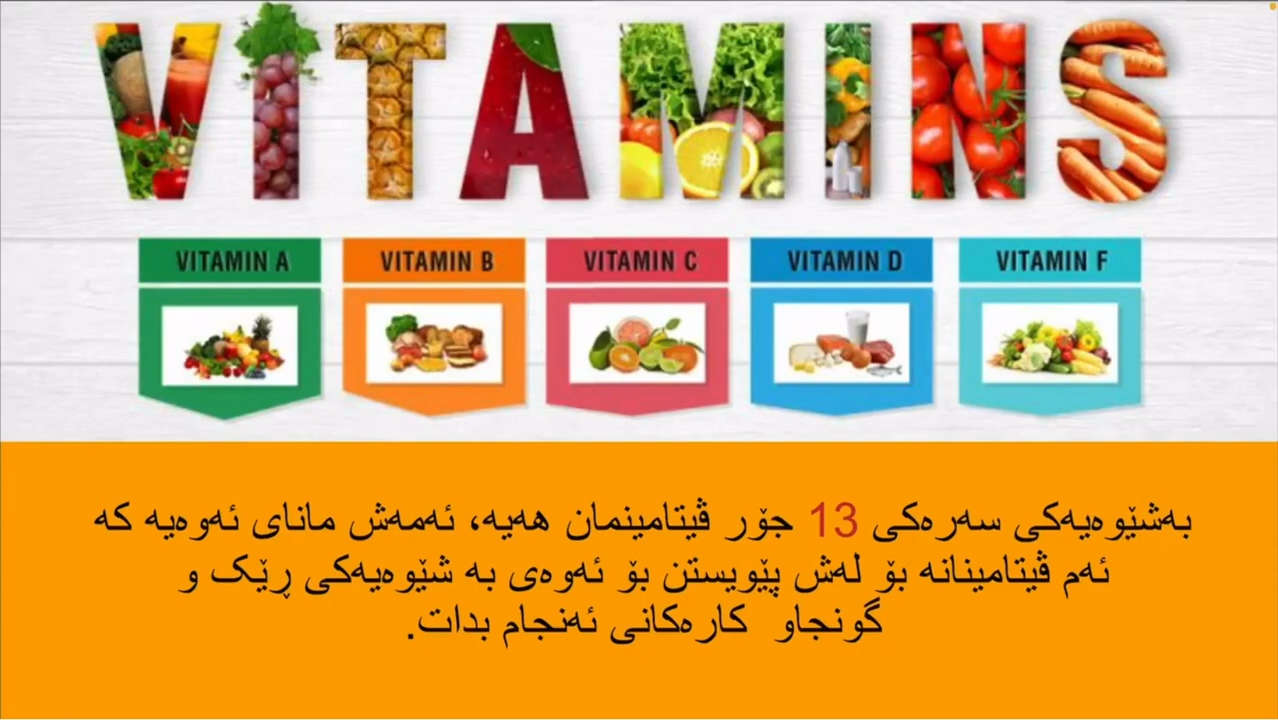 VITAMINS
VITAMIN A
VITAMIN B
VITAMIN C
VITAMIN D
VITAMIN F
بەشێوەیەکی سەرەکی 13 جۆر ڤیتامینمان هەیە، ئەمەش مانای ئەوەیە کە
ئەم ڤیتامینانە بۆ لەش پێویستن بۆ ئەوەی بە شێوەیەکی ڕێک و
گونجاو کارەکانی ئەنجام بدات.